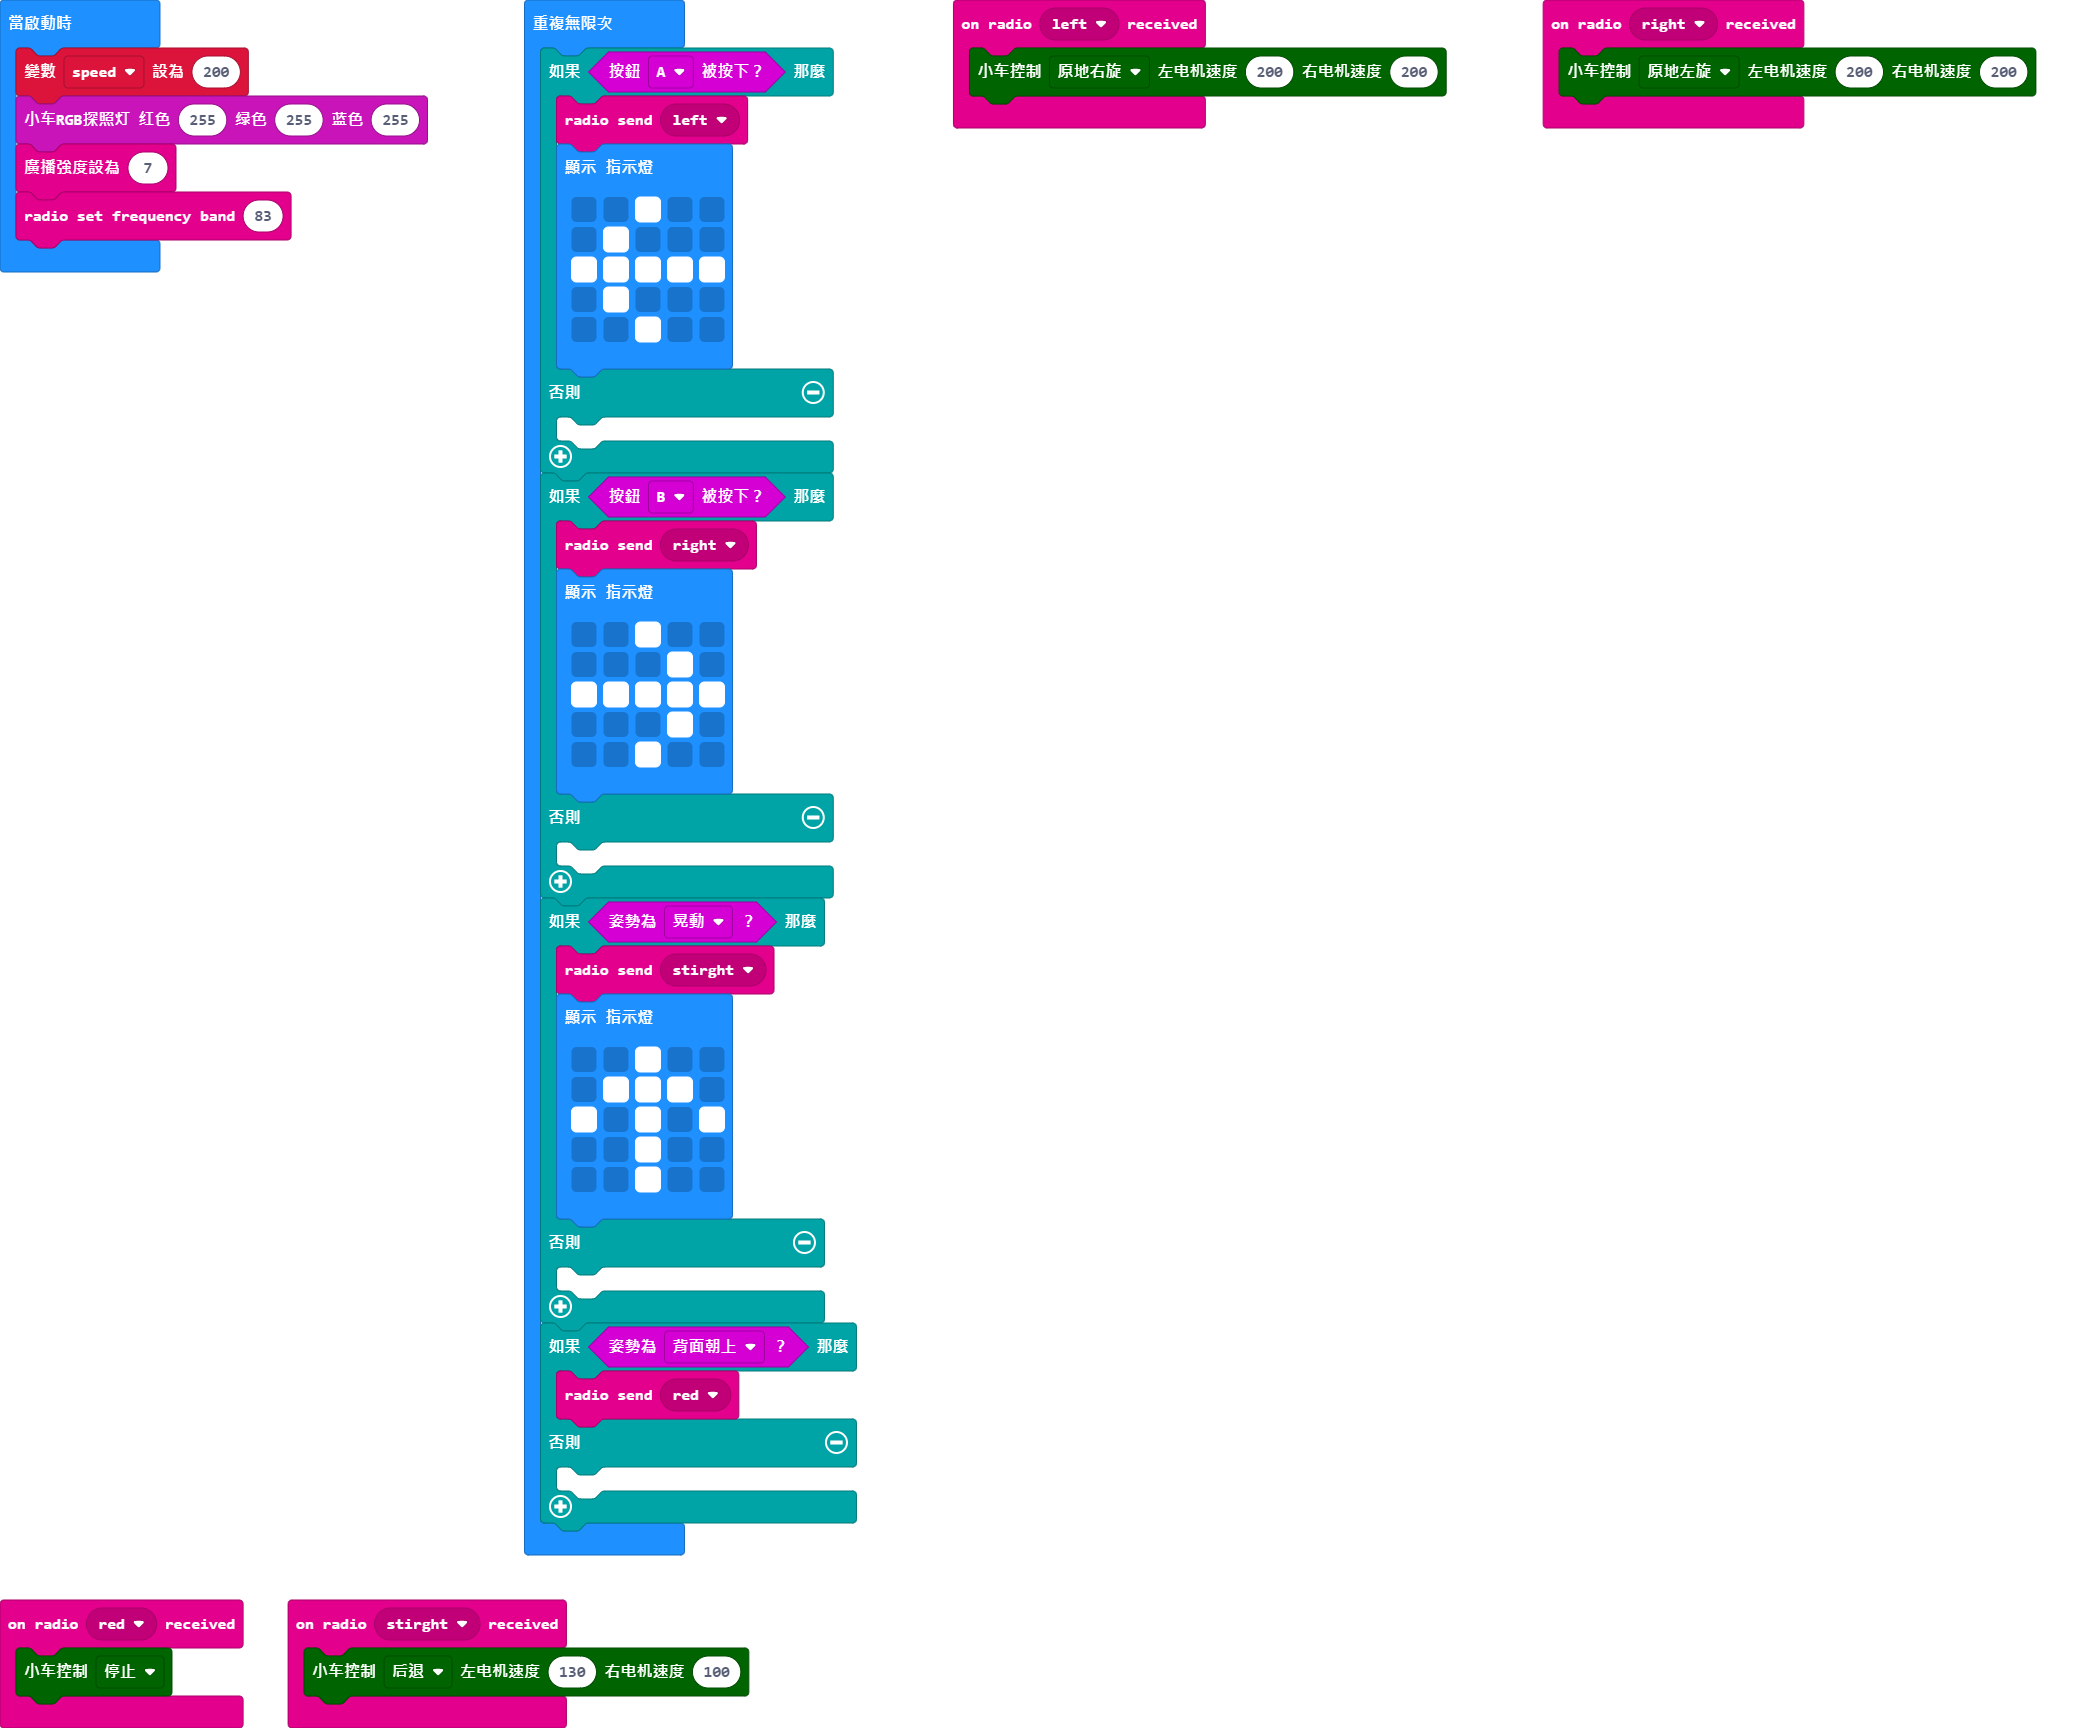 當啟動時
變數 speed 設為 200
小车RGB探照灯 红色 255 绿色 255 蓝色 255
廣播強度設為 7
radio set frequency band 83
重複無限次
如果 按鈕 A 被按下? 那麼
radio send left
顯示 指示燈
否則
如果 按鈕 B 被按下? 那麼
radio send right
顯示 指示燈
否則
如果 姿勢為 晃動 ? 那麼
radio send stirght
顯示 指示燈
否則
如果 姿勢為 背面朝上 ? 那麼
radio send red
否則
on radio left received
小车控制 原地右旋 左电机速度 200 右电机速度 200
on radio right received
小车控制 原地左旋 左电机速度 200 右电机速度 200
on radio red received
小车控制 停止
on radio stirght received
小车控制 后退 左电机速度 130 右电机速度 100